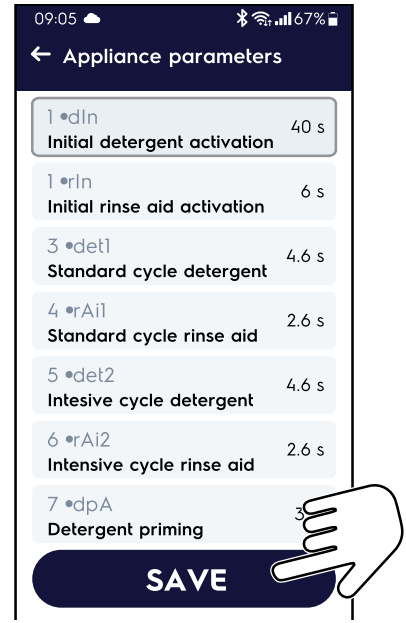 09:05 67%
← Appliance parameters
1 •dIn
Initial detergent activation
40 s
1 •rIn
Initial rinse aid activation
6 s
3 •det1
Standard cycle detergent
4.6 s
4 •rAi1
Standard cycle rinse aid
2.6 s
5 •det2
Intesive cycle detergent
4.6 s
6 •rAi2
Intensive cycle rinse aid
2.6 s
7 •dpA
Detergent priming
SAVE